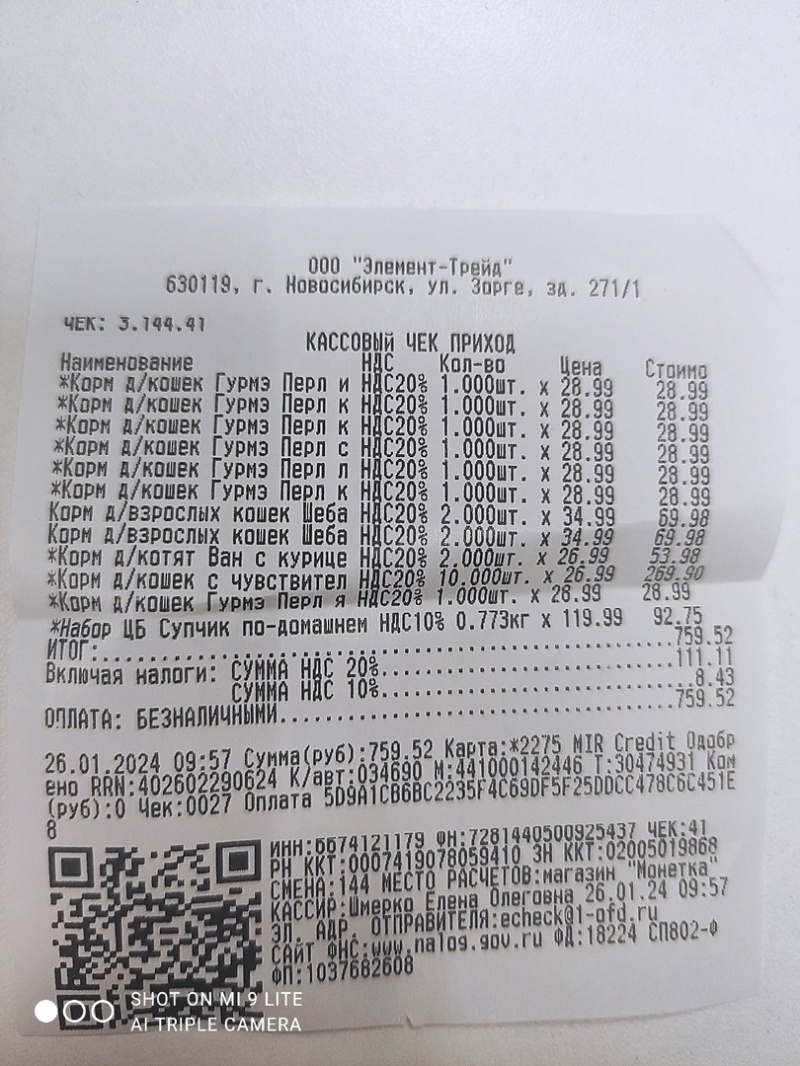 ООО "Элемент-Трейд"
630119, г. Новосибирск, ул. Зорге, зд. 271/1
ЧЕК: 3.144.41
КАССОВЫЙ ЧЕК ПРИХОД
Наименование НДС Кол-во Цена Стоимо
*Корм д/кошек Гурмэ Перл и НДС20% 1.000шт. х 28.99 28.99
*Корм д/кошек Гурмэ Перл к НДС20% 1.000шт. х 28.99 28.99
*Корм д/кошек Гурмэ Перл к НДС20% 1.000шт. х 28.99 28.99
*Корм д/кошек Гурмэ Перл с НДС20% 1.000шт. х 28.99 28.99
*Корм д/кошек Гурмэ Перл л НДС20% 1.000шт. х 28.99 28.99
*Корм д/кошек Гурмэ Перл к НДС20% 1.000шт. х 28.99 28.99
Корм д/взрослых кошек Шеба НДС20% 2.000шт. х 34.99 69.98
Корм д/взрослых кошек Шеба НДС20% 2.000шт. х 34.99 69.98
*Корм д/котят Ван с курице НДС20% 2.000шт. х 26.99 53.98
*Корм д/кошек с чувствител НДС20% 10.000шт. х 26.99 269.90
*Корм д/кошек Гурмэ Перл я НДС20% 1.000шт. х 28.99 28.99
*Набор ЦБ Супчик по-домашнем НДС10% 0.773кг х 119.99 92.75
ИТОГ:..........759.52
Включая налоги: СУММА НДС 20%..........111.11
СУММА НДС 10%..........8.43
ОПЛАТА: БЕЗНАЛИЧНЫМИ..........759.52
26.01.2024 09:57 Сумма(руб):759.52 Карта:*2275 MIR Credit Одобр
ено RRN:402602290624 К/авт:034690 М:441000142446 Т:30474931 Ком
(руб):0 Чек:0027 Оплата 5D9A1CB6BC2235F4C69DF5F25DDCC478C6C451E
8
ИНН:6674121179 ФН:7281440500925437 ЧЕК:41
РН ККТ:0007419078059410 ЗН ККТ:02005019868
СМЕНА:144 МЕСТО РАСЧЕТОВ:магазин "Монетка"
КАССИР:Шмерко Елена Олеговна 26.01.24 09:57
ЭЛ. АДР. ОТПРАВИТЕЛЯ:echeck@1-ofd.ru
САЙТ ФНС:www.nalog.gov.ru ФД:18224 СП802-Ф
ФП:1037682608
SHOT ON MI 9 LITE
AI TRIPLE CAMERA